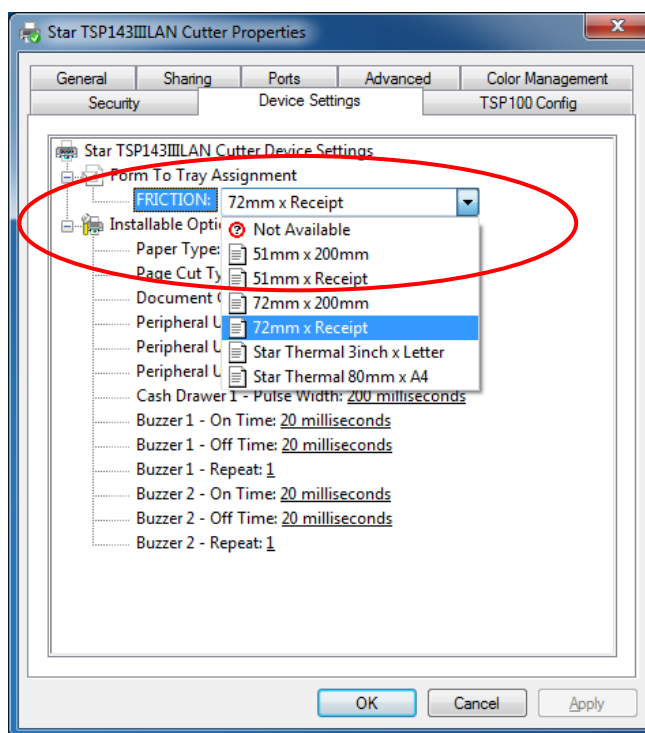 Star TSP143IIILAN Cutter Properties
General Sharing Ports Advanced Color Management
Security Device Settings TSP100 Config
Star TSP143IIILAN Cutter Device Settings
Form To Tray Assignment
FRICTION: 72mm x Receipt
Installable Opti
Not Available
Paper Type:
51mm x 200mm
Page Cut Ty
51mm x Receipt
Document
72mm x 200mm
Peripheral U
72mm x Receipt
Peripheral U
Star Thermal 3inch x Letter
Peripheral U
Star Thermal 80mm x A4
Cash Drawer 1 - Pulse Width: 200 milliseconds
Buzzer 1 - On Time: 20 milliseconds
Buzzer 1 - Off Time: 20 milliseconds
Buzzer 1 - Repeat: 1
Buzzer 2 - On Time: 20 milliseconds
Buzzer 2 - Off Time: 20 milliseconds
Buzzer 2 - Repeat: 1
OK Cancel Apply